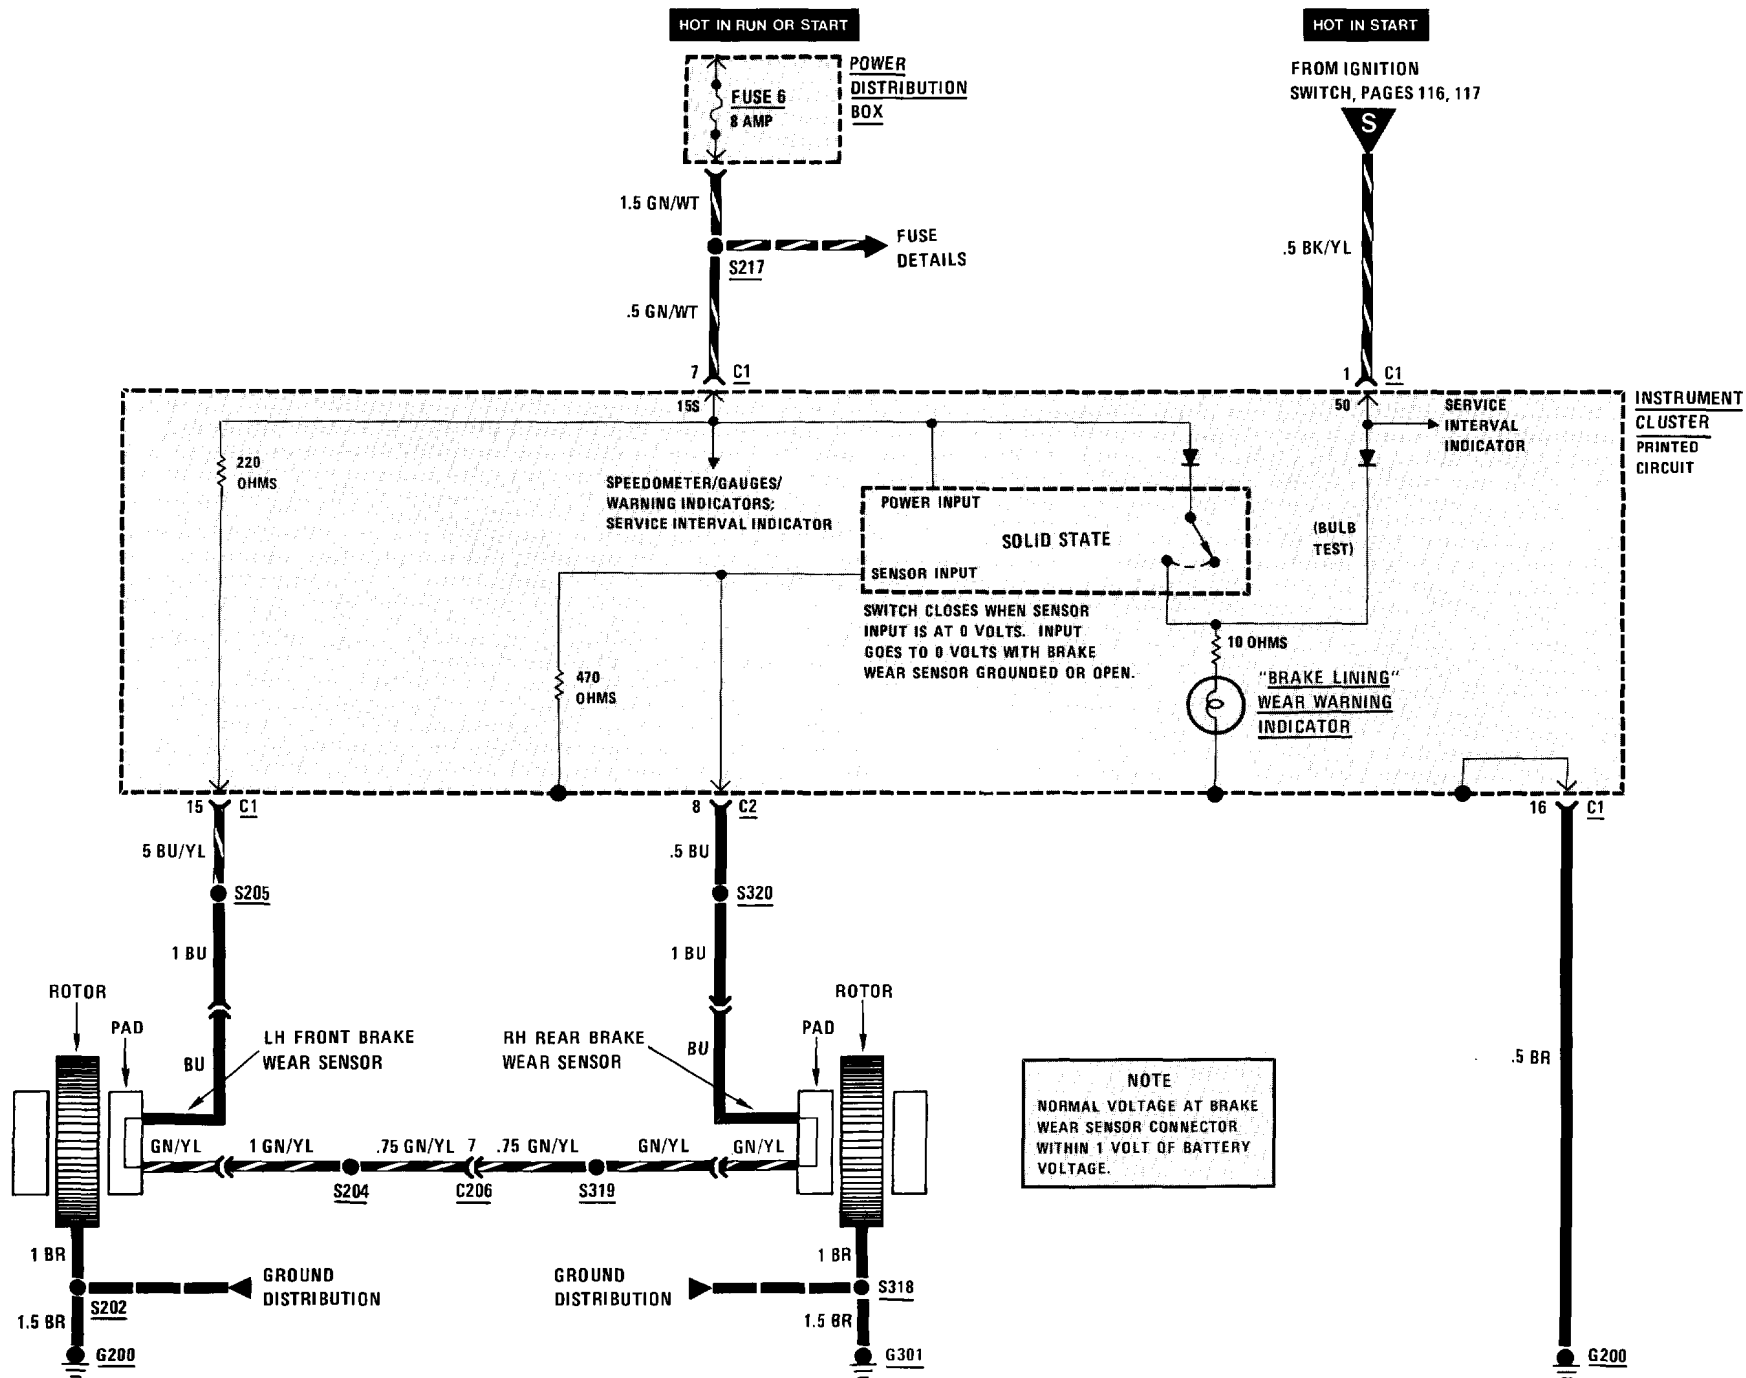 HOT IN RUN OR START
HOT IN START
POWER
DISTRIBUTION
BOX
FUSE 6
8 AMP
FROM IGNITION
SWITCH, PAGES 116, 117
S
1.5 GN/WT
FUSE
DETAILS
S217
.5 BK/YL
.5 GN/WT
7
C1
1
C1
15S
50
SERVICE
INTERVAL
INDICATOR
INSTRUMENT
CLUSTER
PRINTED
CIRCUIT
220
OHMS
SPEEDOMETER/GAUGES/
WARNING INDICATORS;
SERVICE INTERVAL INDICATOR
POWER INPUT
SOLID STATE
(BULB
TEST)
SENSOR INPUT
SWITCH CLOSES WHEN SENSOR
INPUT IS AT 0 VOLTS. INPUT
GOES TO 0 VOLTS WITH BRAKE
WEAR SENSOR GROUNDED OR OPEN.
10 OHMS
470
OHMS
"BRAKE LINING"
WEAR WARNING
INDICATOR
15
C1
8
C2
16
C1
5 BU/YL
.5 BU
S205
S320
1 BU
1 BU
ROTOR
PAD
LH FRONT BRAKE
WEAR SENSOR
BU
RH REAR BRAKE
WEAR SENSOR
BU
PAD
ROTOR
.5 BR
NOTE
NORMAL VOLTAGE AT BRAKE
WEAR SENSOR CONNECTOR
WITHIN 1 VOLT OF BATTERY
VOLTAGE.
GN/YL
1 GN/YL
.75 GN/YL
7
.75 GN/YL
GN/YL
GN/YL
S204
C206
S319
1 BR
GROUND
DISTRIBUTION
S202
1.5 BR
G200
1 BR
GROUND
DISTRIBUTION
S318
1.5 BR
G301
G200